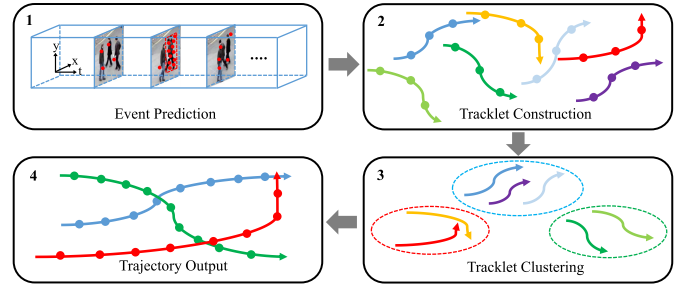 1
y
x
t
....
Event Prediction
2
Tracklet Construction
3
Tracklet Clustering
4
Trajectory Output